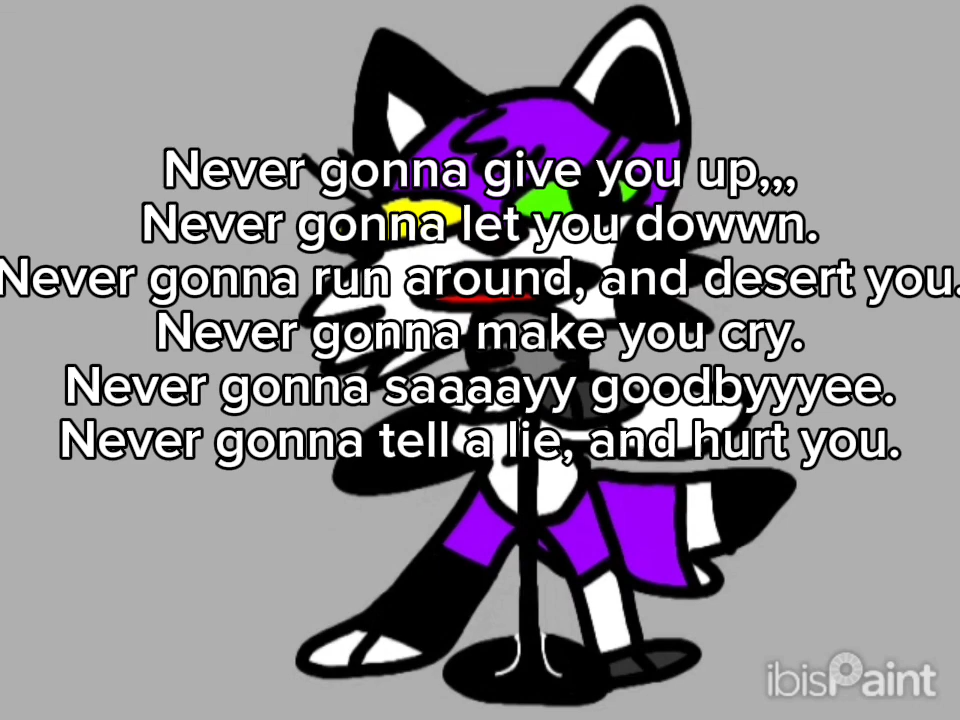 Never gonna give you up,,,
Never gonna let you dowwn.
Never gonna run around, and desert you.
Never gonna make you cry.
Never gonna saaaayy goodbyyyee.
Never gonna tell a lie, and hurt you.
ibisPaint